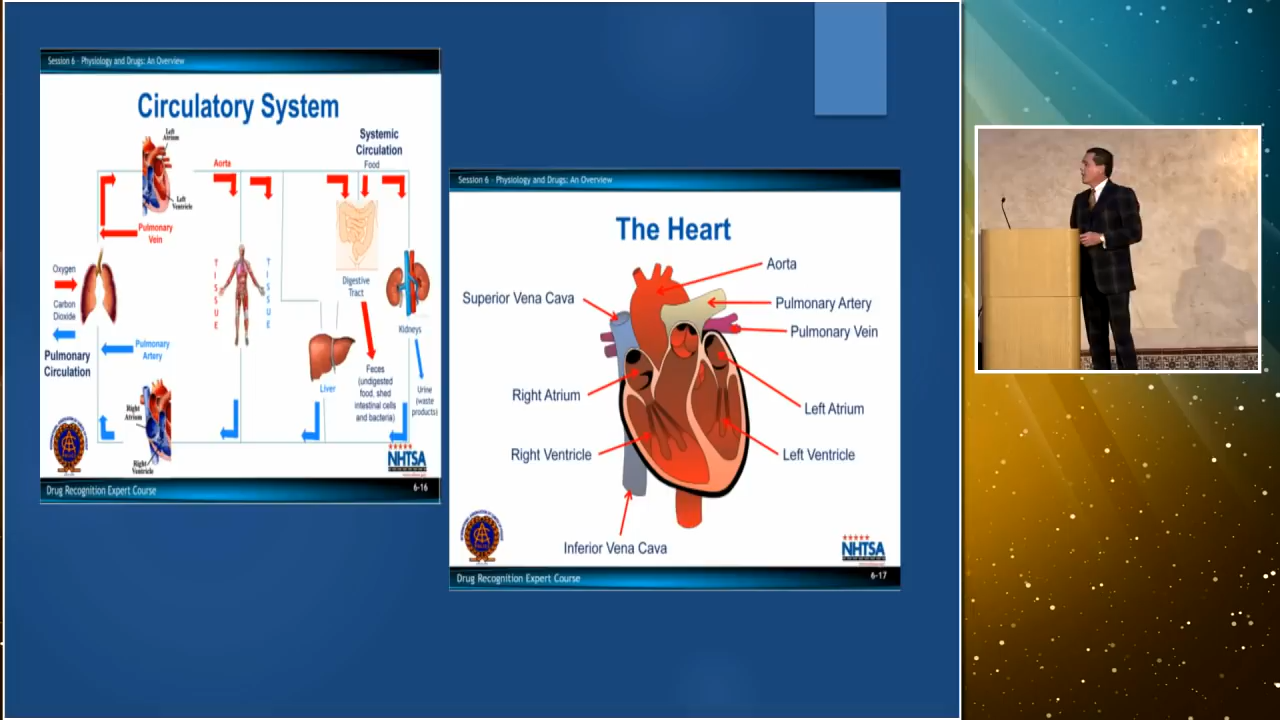 Session 6 - Physiology and Drugs: An Overview
Circulatory System
Left
Atrium
Systemic
Circulation
Food
Aorta
Left
Ventricle
Pulmonary
Vein
Oxygen
Carbon
Dioxide
TISSUE
TISSUE
Digestive
Tract
Kidneys
Pulmonary
Circulation
Pulmonary
Artery
Liver
Feces
(undigested
food, shed
intestinal cells
and bacteria)
Urine
(waste
products)
Right
Atrium
Right
Ventricle
NHTSA
Drug Recognition Expert Course
6-16
Session 6 - Physiology and Drugs: An Overview
The Heart
Aorta
Superior Vena Cava
Pulmonary Artery
Pulmonary Vein
Right Atrium
Left Atrium
Right Ventricle
Left Ventricle
Inferior Vena Cava
NHTSA
Drug Recognition Expert Course
6-17